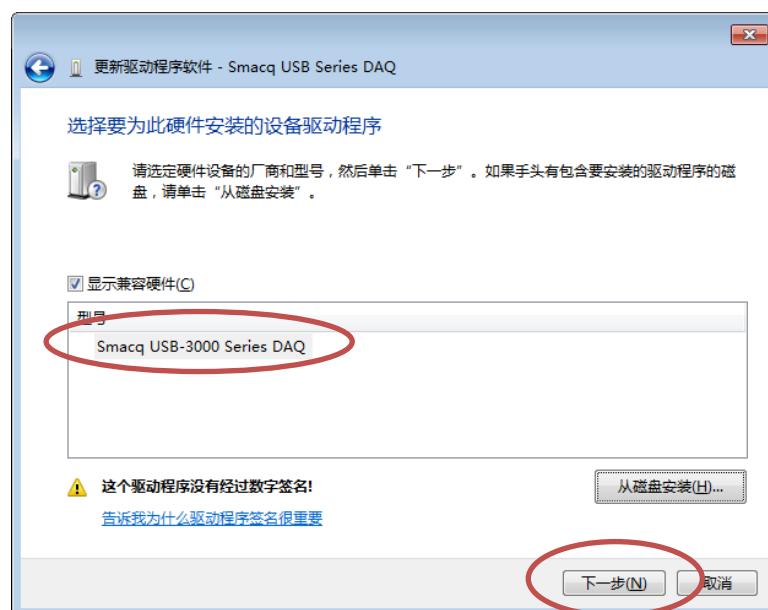 更新驱动程序软件 - Smacq USB Series DAQ
选择要为此硬件安装的设备驱动程序
请选定硬件设备的厂商和型号，然后单击“下一步”。如果手头有包含要安装的驱动程序的磁
盘，请单击“从磁盘安装”。
显示兼容硬件(C)
型号
Smacq USB-3000 Series DAQ
这个驱动程序没有经过数字签名!
从磁盘安装(H)...
告诉我为什么驱动程序签名很重要
下一步(N)
取消